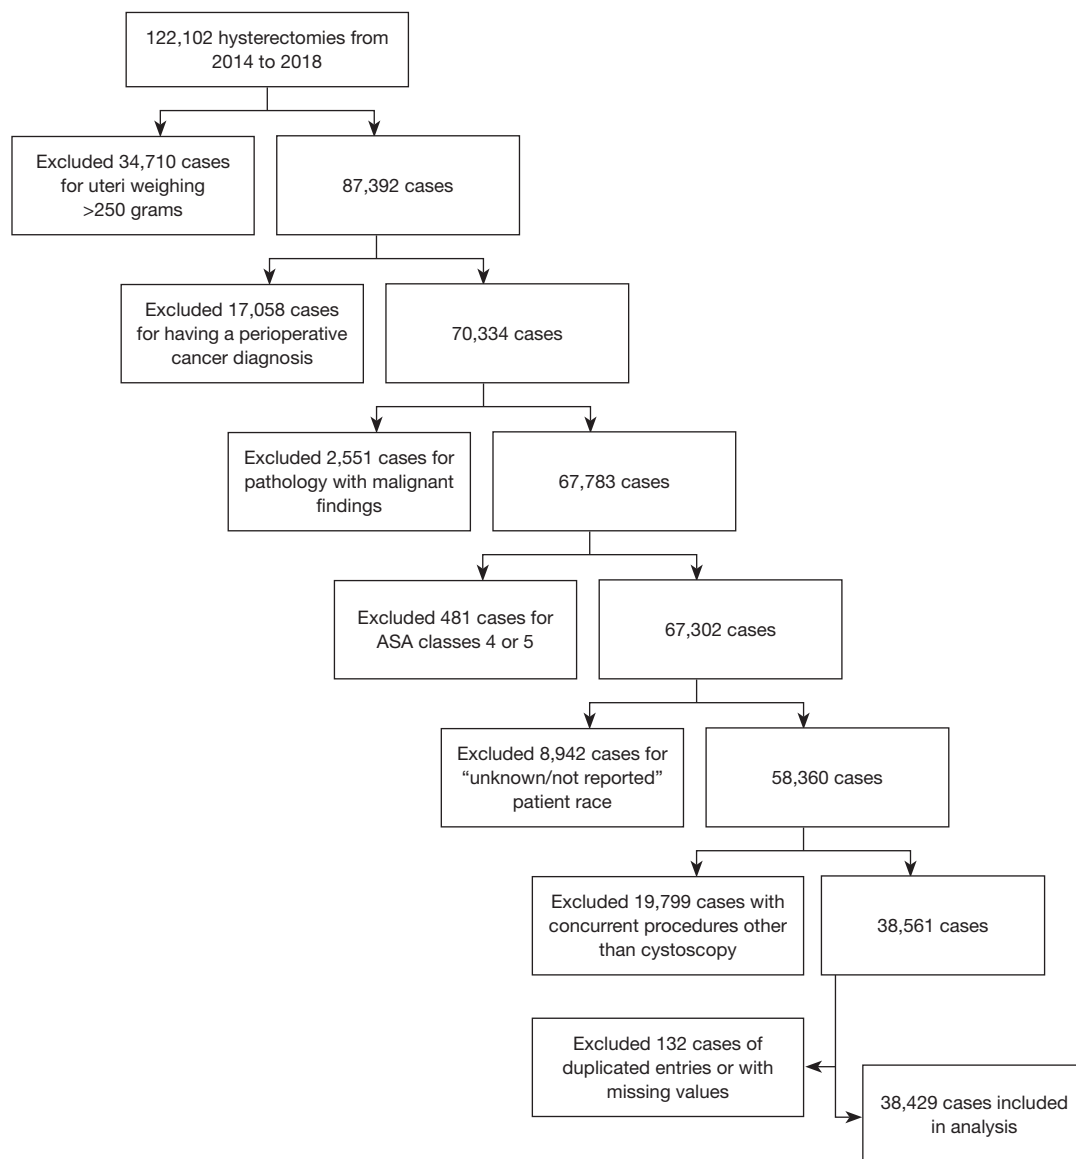 122,102 hysterectomies from
2014 to 2018
Excluded 34,710 cases
for uteri weighing
>250 grams
87,392 cases
Excluded 17,058 cases
for having a perioperative
cancer diagnosis
70,334 cases
Excluded 2,551 cases for
pathology with malignant
findings
67,783 cases
Excluded 481 cases for
ASA classes 4 or 5
67,302 cases
Excluded 8,942 cases for
“unknown/not reported”
patient race
58,360 cases
Excluded 19,799 cases with
concurrent procedures other
than cystoscopy
38,561 cases
Excluded 132 cases of
duplicated entries or with
missing values
38,429 cases included
in analysis